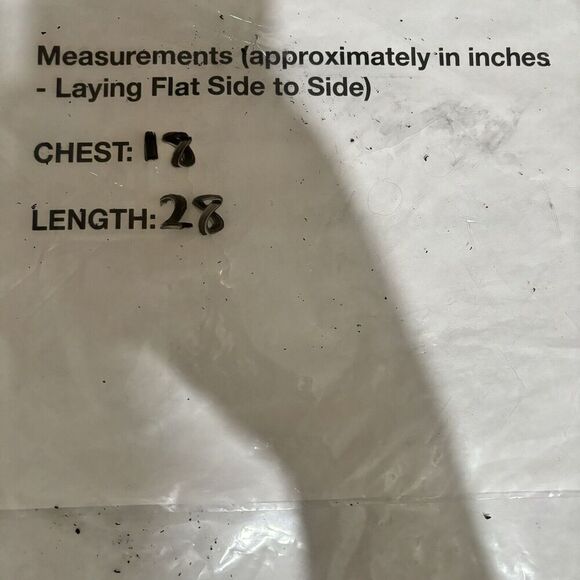 Measurements (approximately in inches
- Laying Flat Side to Side)
CHEST: 18
LENGTH: 28